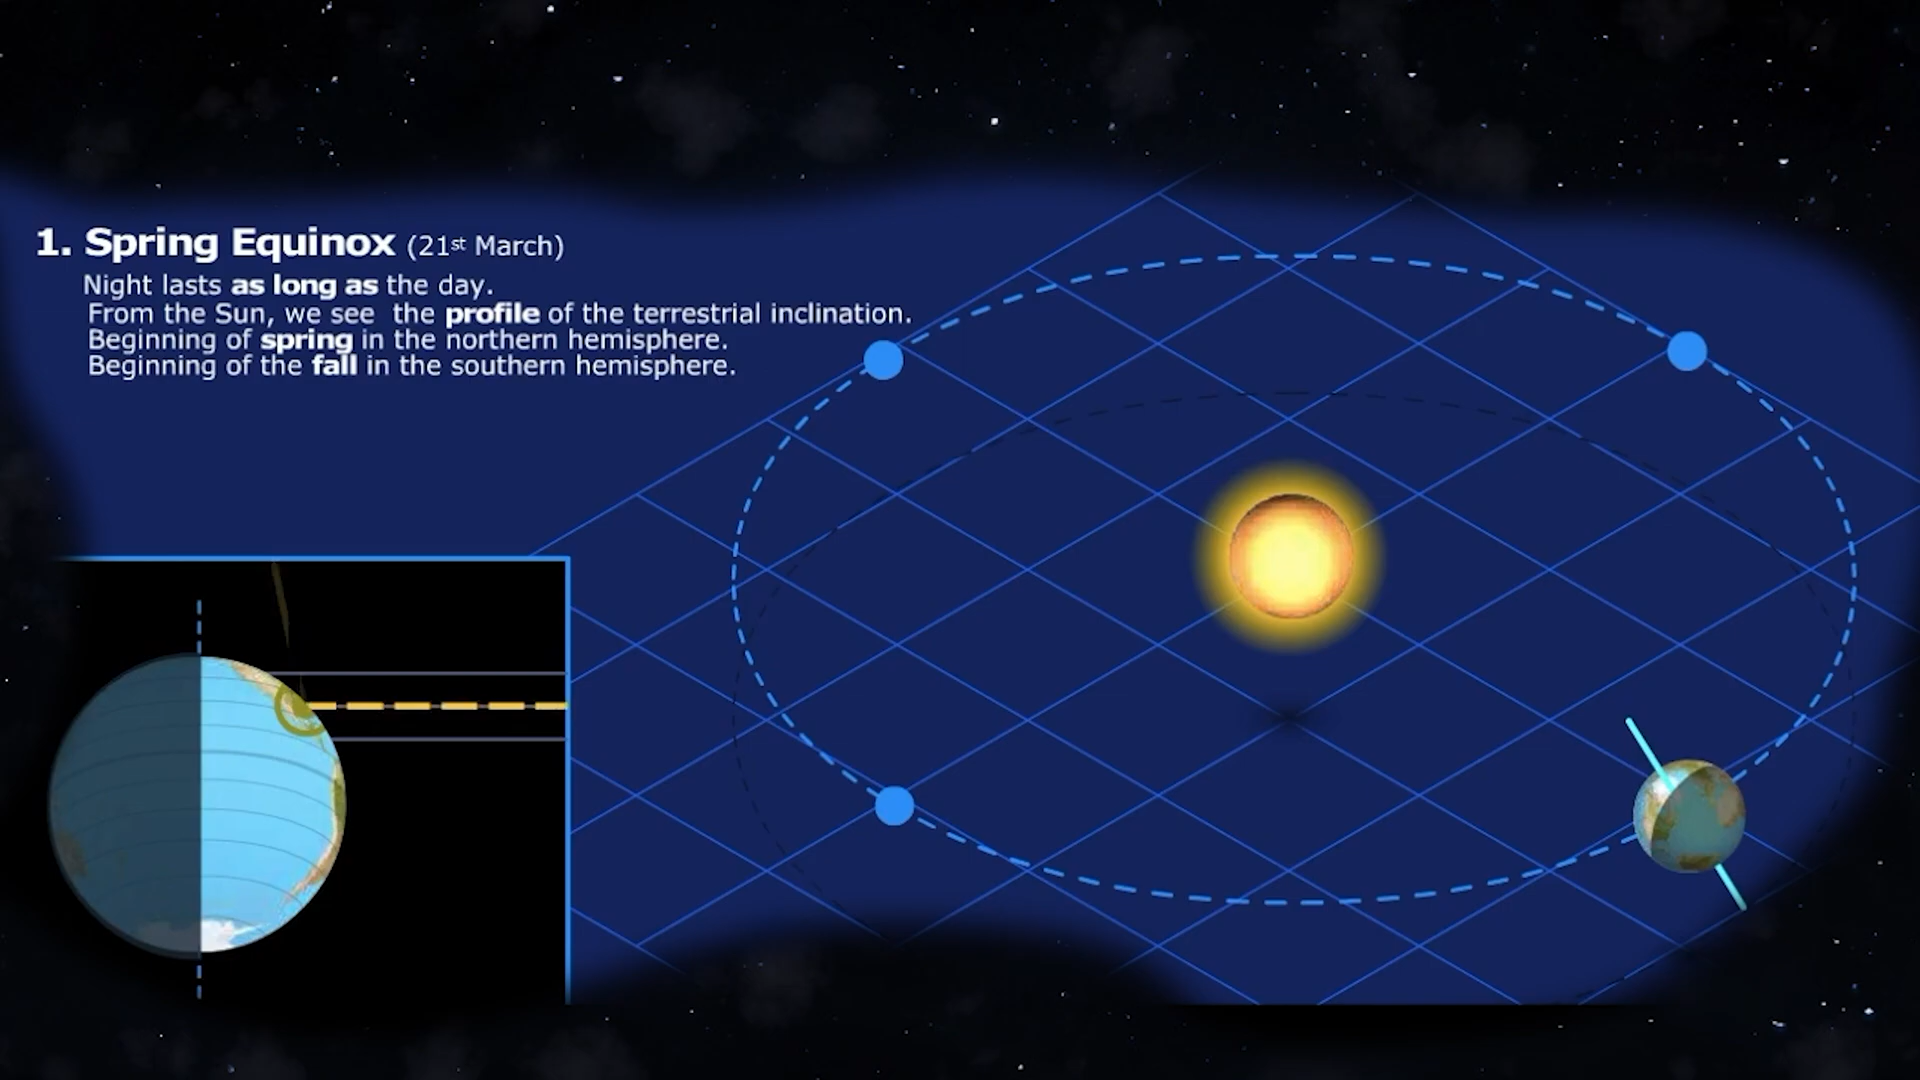 1. Spring Equinox (21st March)
Night lasts as long as the day.
From the Sun, we see the profile of the terrestrial inclination.
Beginning of spring in the northern hemisphere.
Beginning of the fall in the southern hemisphere.